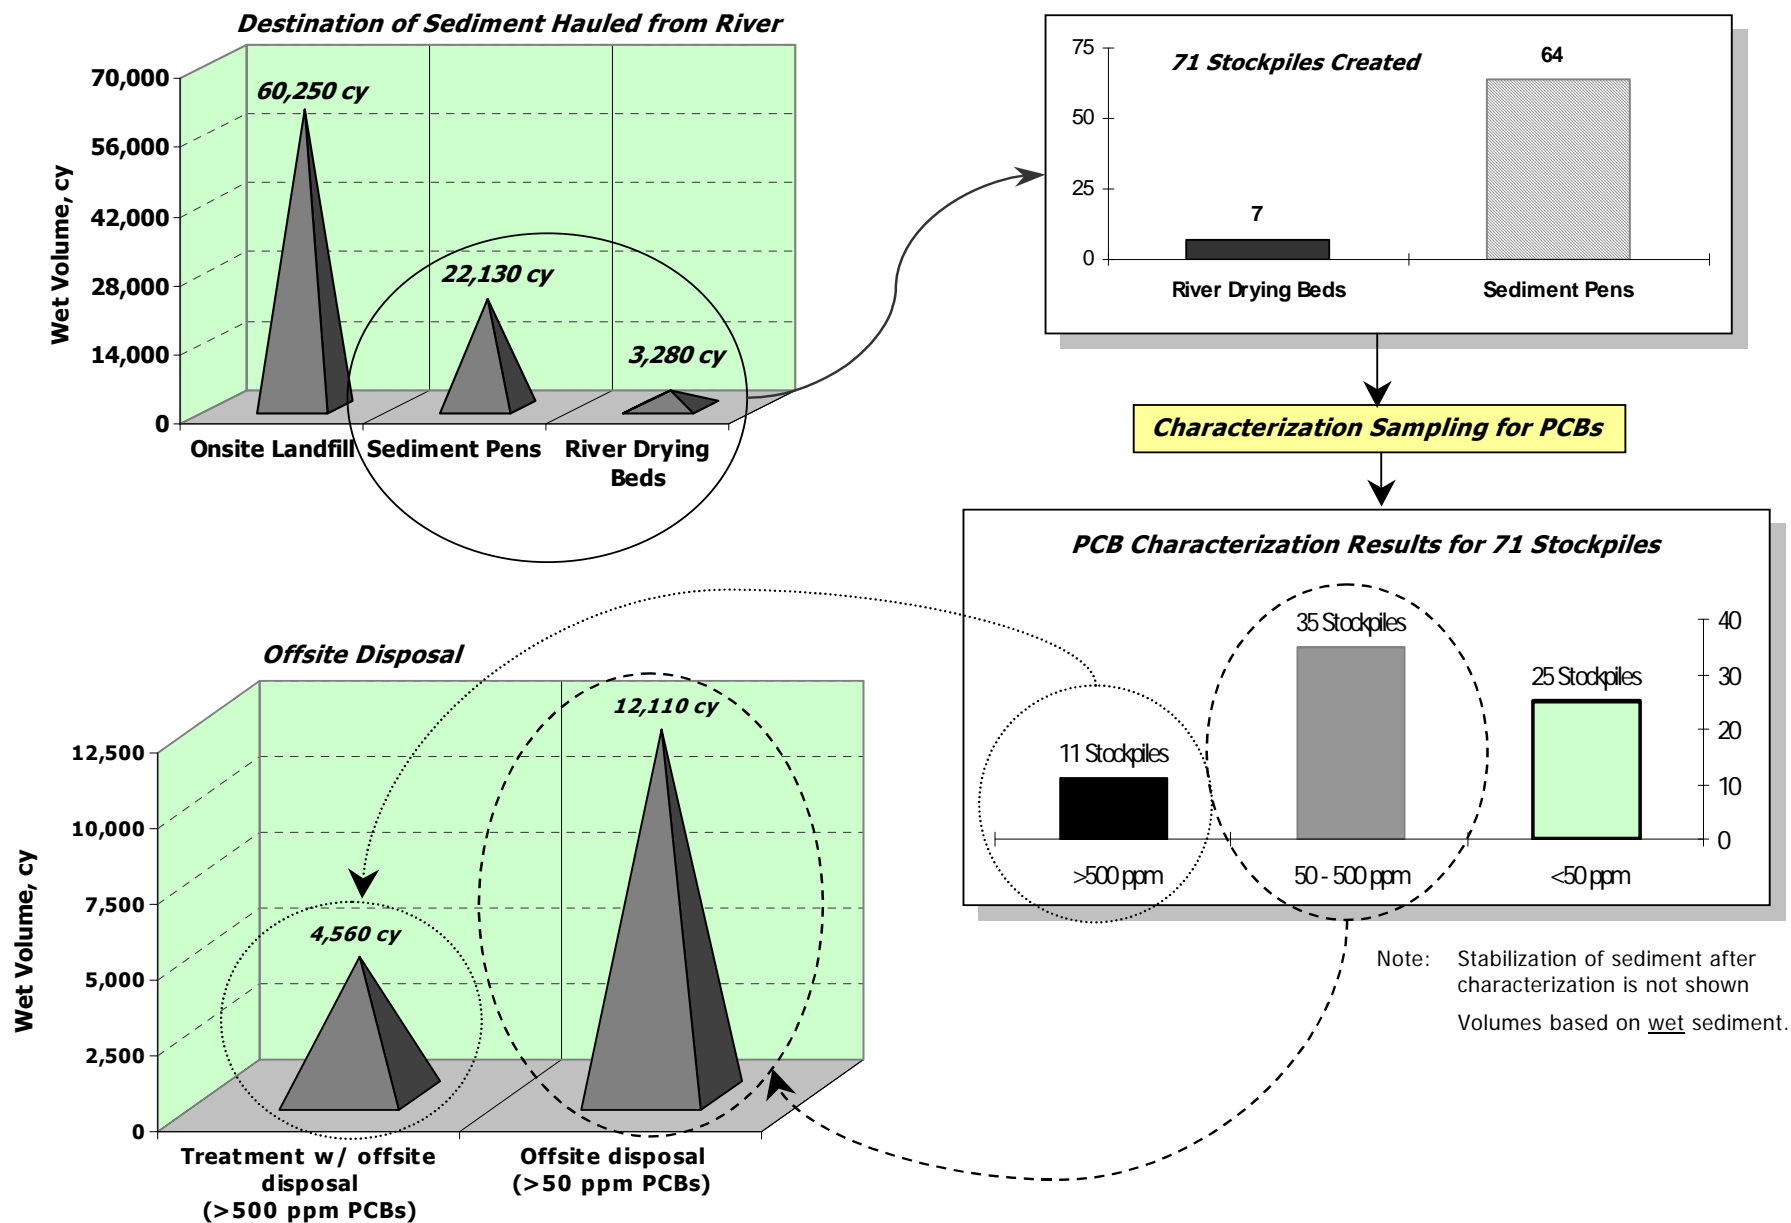 Destination of Sediment Hauled from River
Wet Volume, cy
70,000
56,000
42,000
28,000
14,000
0
60,250 cy
22,130 cy
3,280 cy
Onsite Landfill
Sediment Pens
River Drying
Beds
71 Stockpiles Created
75
50
25
0
7
64
River Drying Beds
Sediment Pens
Characterization Sampling for PCBs
PCB Characterization Results for 71 Stockpiles
11 Stockpiles
35 Stockpiles
25 Stockpiles
40
30
20
10
0
>500 ppm
50 - 500 ppm
<50 ppm
Note: Stabilization of sediment after
characterization is not shown
Volumes based on wet sediment.
Offsite Disposal
Wet Volume, cy
12,500
10,000
7,500
5,000
2,500
0
4,560 cy
12,110 cy
Treatment w/ offsite
disposal
(>500 ppm PCBs)
Offsite disposal
(>50 ppm PCBs)